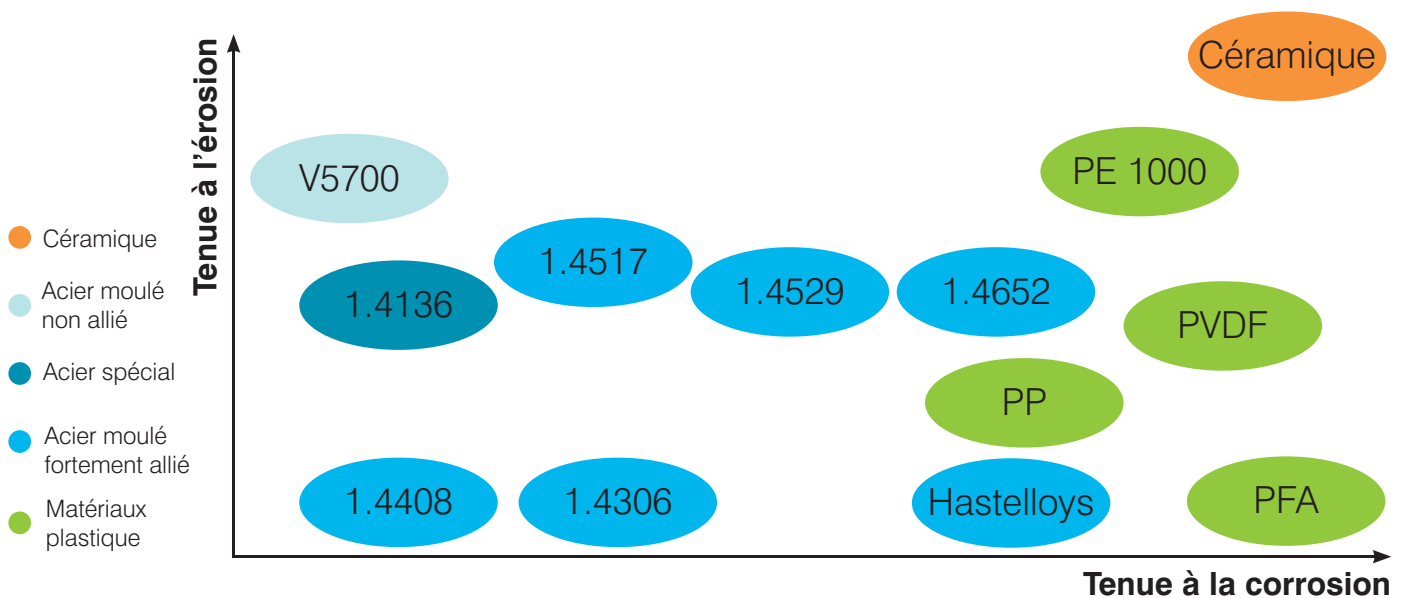 Tenue à l'érosion
Céramique
PE 1000
V5700
1.4517
1.4529
1.4652
1.4136
PVDF
PP
1.4408
1.4306
Hastelloys
PFA
Tenue à la corrosion
Céramique
Acier moulé
non allié
Acier spécial
Acier moulé
fortement allié
Matériaux
plastique